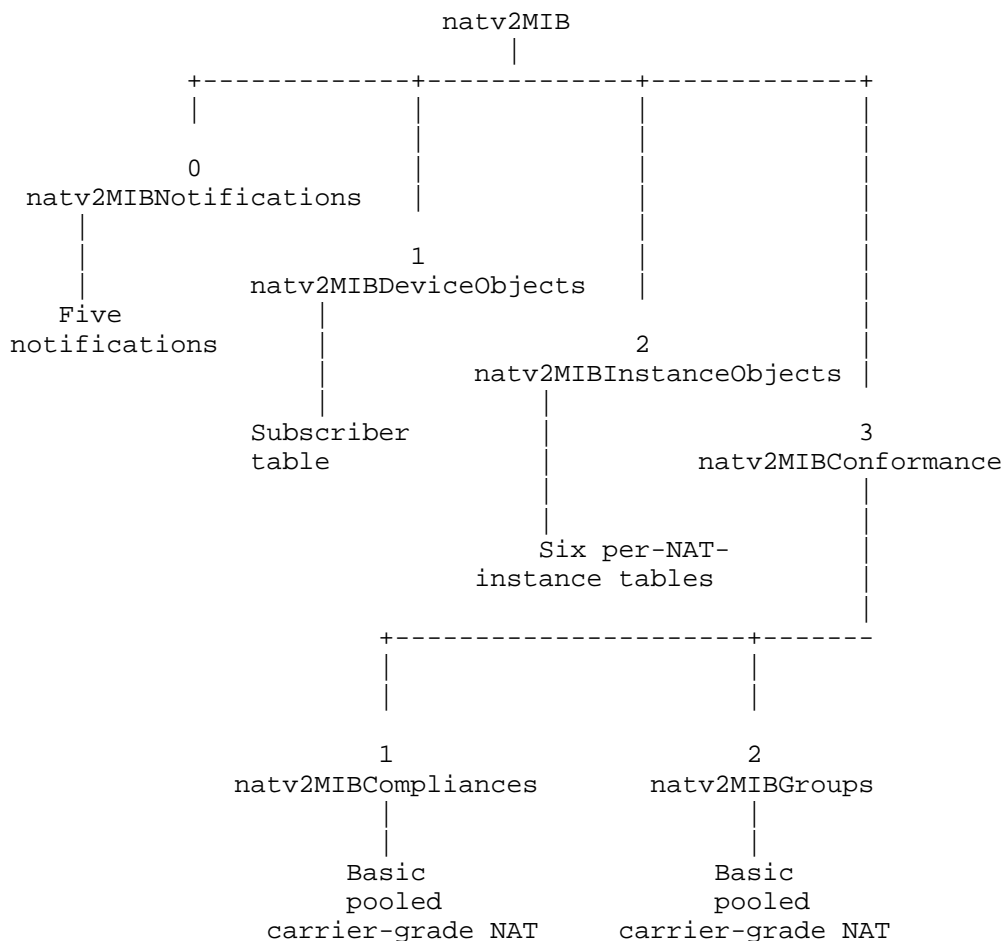 natv2MIB
0
natv2MIBNotifications
1
natv2MIBDeviceObjects
Five
notifications
2
natv2MIBInstanceObjects
Subscriber
table
3
natv2MIBConformance
Six per-NAT-
instance tables
1
2
natv2MIBCompliances
natv2MIBGroups
Basic
pooled
carrier-grade NAT
Basic
pooled
carrier-grade NAT